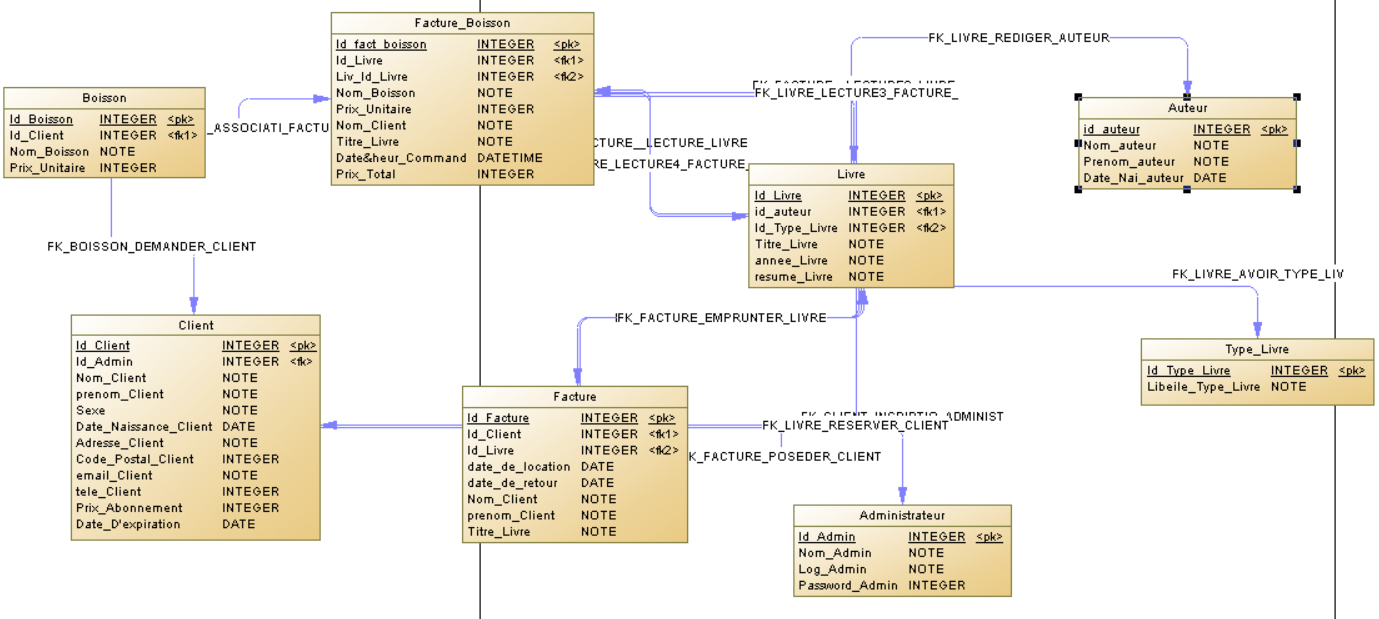 Facture_Boisson
Id_fact_boisson INTEGER <pk>
Id_Livre INTEGER <fk1>
Liv_Id_Livre INTEGER <fk2>
Nom_Boisson NOTE
Prix_Unitaire INTEGER
Nom_Client NOTE
Titre_Livre NOTE
Date&heur_Command DATETIME
Prix_Total INTEGER
Boisson
Id_Boisson INTEGER <pk>
Id_Client INTEGER <fk1>
Nom_Boisson NOTE
Prix_Unitaire INTEGER
_ASSOCIATI_FACTU
FK_LIVRE_REDIGER_AUTEUR
FK_LIVRE_LECTURE3_FACTURE_
CTURE__LECTURE_LIVRE
RE_LECTURE4_FACTURE_
Auteur
id_auteur INTEGER <pk>
Nom_auteur NOTE
Prenom_auteur NOTE
Date_Nai_auteur DATE
Livre
Id_Livre INTEGER <pk>
id_auteur INTEGER <fk1>
Id_Type_Livre INTEGER <fk2>
Titre_Livre NOTE
annee_Livre NOTE
resume_Livre NOTE
FK_BOISSON_DEMANDER_CLIENT
FK_LIVRE_AVOIR_TYPE_LIV
FK_FACTURE_EMPRUNTER_LIVRE
Client
Id_Client INTEGER <pk>
Id_Admin INTEGER <fk>
Nom_Client NOTE
prenom_Client NOTE
Sexe NOTE
Date_Naissance_Client DATE
Adresse_Client NOTE
Code_Postal_Client INTEGER
email_Client NOTE
tele_Client INTEGER
Prix_Abonnement INTEGER
Date_D'expiration DATE
Type_Livre
Id_Type_Livre INTEGER <pk>
Libeile_Type_Livre NOTE
Facture
Id_Facture INTEGER <pk>
Id_Client INTEGER <fk1>
Id_Livre INTEGER <fk2>
date_de_location DATE
date_de_retour DATE
Nom_Client NOTE
prenom_Client NOTE
Titre_Livre NOTE
FK_CLIENT_INSCRIPTIO_ADMINIST
FK_LIVRE_RESERVER_CLIENT
K_FACTURE_POSEDER_CLIENT
Administrateur
Id_Admin INTEGER <pk>
Nom_Admin NOTE
Log_Admin NOTE
Password_Admin INTEGER